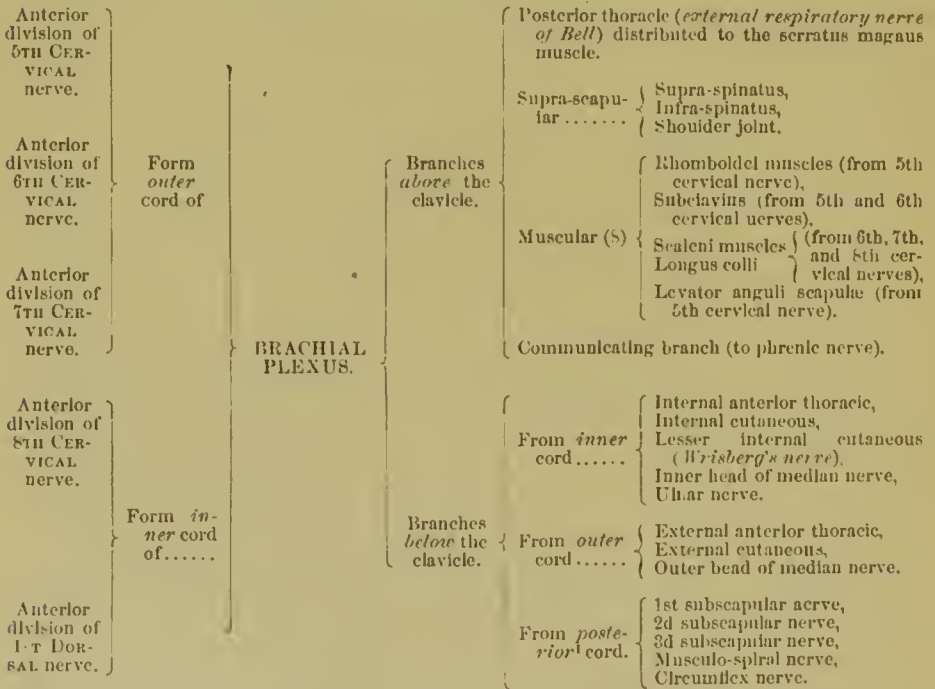 Anterior
division of
5TH CER-
VICAL
nerve.
Anterior
division of
6TH CER-
VICAL
nerve.
Anterior
division of
7TH CER-
VICAL
nerve.
Form
outer
cord of
Anterior
division of
8TH CER-
VICAL
nerve.
Anterior
division of
1ST DOR-
SAL nerve.
Form in-
ner cord
of......
BRACHIAL
PLEXUS.
Branches
above the
clavicle.
Posterior thoracic (external respiratory nerve
of Bell) distributed to the serratus magnus
muscle.
Supra-scapu-
lar.......
Supra-spinatus,
Infra-spinatus,
Shoulder joint.
Muscular (8)
Rhomboidei muscles (from 5th
cervical nerve),
Subclavius (from 5th and 6th
cervical nerves),
Scaleni muscles
Longus colli
(from 6th, 7th,
and 8th cer-
vical nerves),
Levator anguli scapulæ (from
5th cervical nerve).
Communicating branch (to phrenic nerve).
Branches
below the
clavicle.
From inner
cord......
Internal anterior thoracic,
Internal cutaneous,
Lesser internal cutaneous
(Wrisberg's nerve),
Inner head of median nerve,
Ulnar nerve.
From outer
cord......
External anterior thoracic,
External cutaneous,
Outer head of median nerve.
From poste-
rior¹ cord.
1st subscapular nerve,
2d subscapular nerve,
3d subscapular nerve,
Musculo-spiral nerve,
Circumflex nerve.